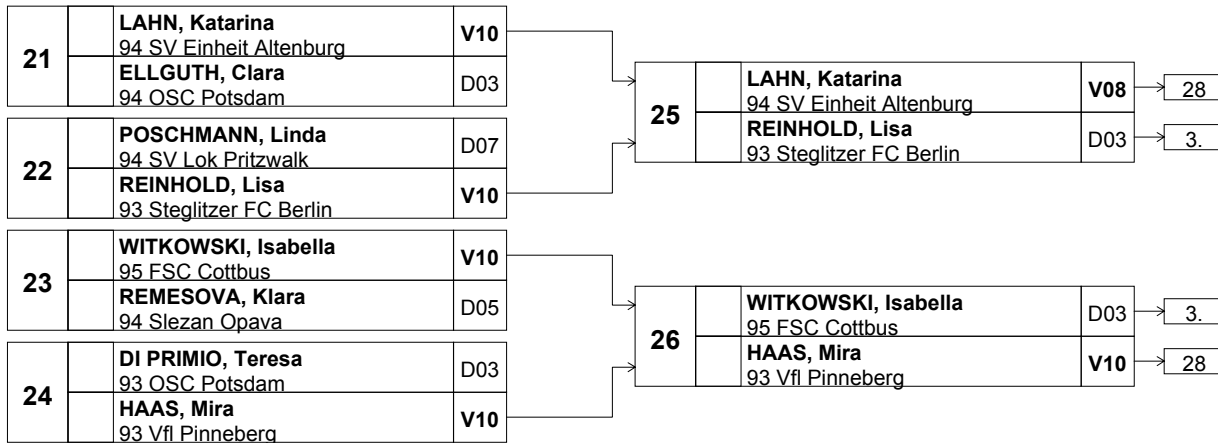 21
LAHN, Katarina
94 SV Einheit Altenburg
V10
ELLGUTH, Clara
94 OSC Potsdam
D03
22
POSCHMANN, Linda
94 SV Lok Pritzwalk
D07
REINHOLD, Lisa
93 Steglitzer FC Berlin
V10
23
WITKOWSKI, Isabella
95 FSC Cottbus
V10
REMESOVA, Klara
94 Slezan Opava
D05
24
DI PRIMIO, Teresa
93 OSC Potsdam
D03
HAAS, Mira
93 Vfl Pinneberg
V10
25
LAHN, Katarina
94 SV Einheit Altenburg
V08
28
REINHOLD, Lisa
93 Steglitzer FC Berlin
D03
3.
26
WITKOWSKI, Isabella
95 FSC Cottbus
D03
3.
HAAS, Mira
93 Vfl Pinneberg
V10
28